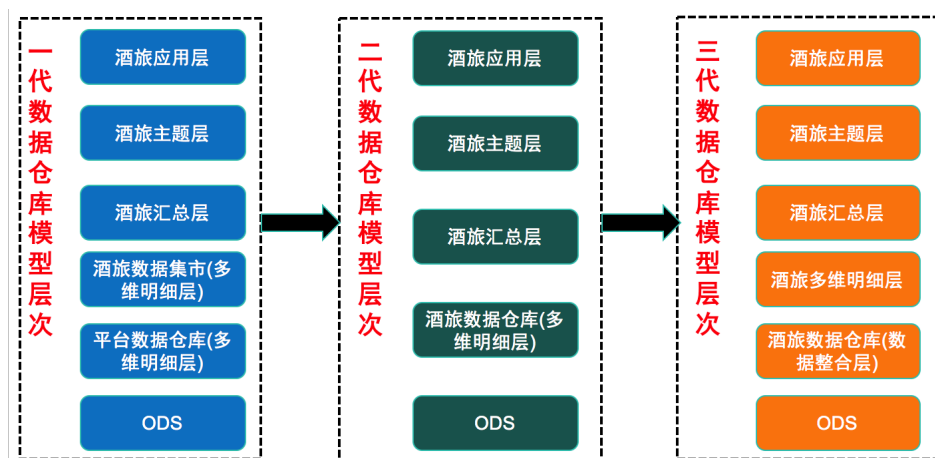 一代数据仓库模型层次
酒旅应用层
酒旅主题层
酒旅汇总层
酒旅数据集市(多
维明细层)
平台数据仓库(多
维明细层)
ODS
二代数据仓库模型层次
酒旅应用层
酒旅主题层
酒旅汇总层
酒旅数据仓库(多
维明细层)
ODS
三代数据仓库模型层次
酒旅应用层
酒旅主题层
酒旅汇总层
酒旅多维明细层
酒旅数据仓库(数
据整合层)
ODS